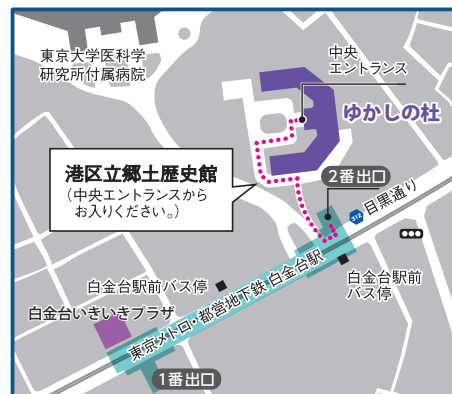 東京大学医科学
研究所付属病院
中央
エントランス
ゆかしの杜
港区立郷土歴史館
(中央エントランスから
お入りください。)
2番出口
312
目黒通り
白金台駅前バス停
白金台駅前
バス停
東京メトロ・都営地下鉄・白金台駅
白金台いきいきプラザ
1番出口